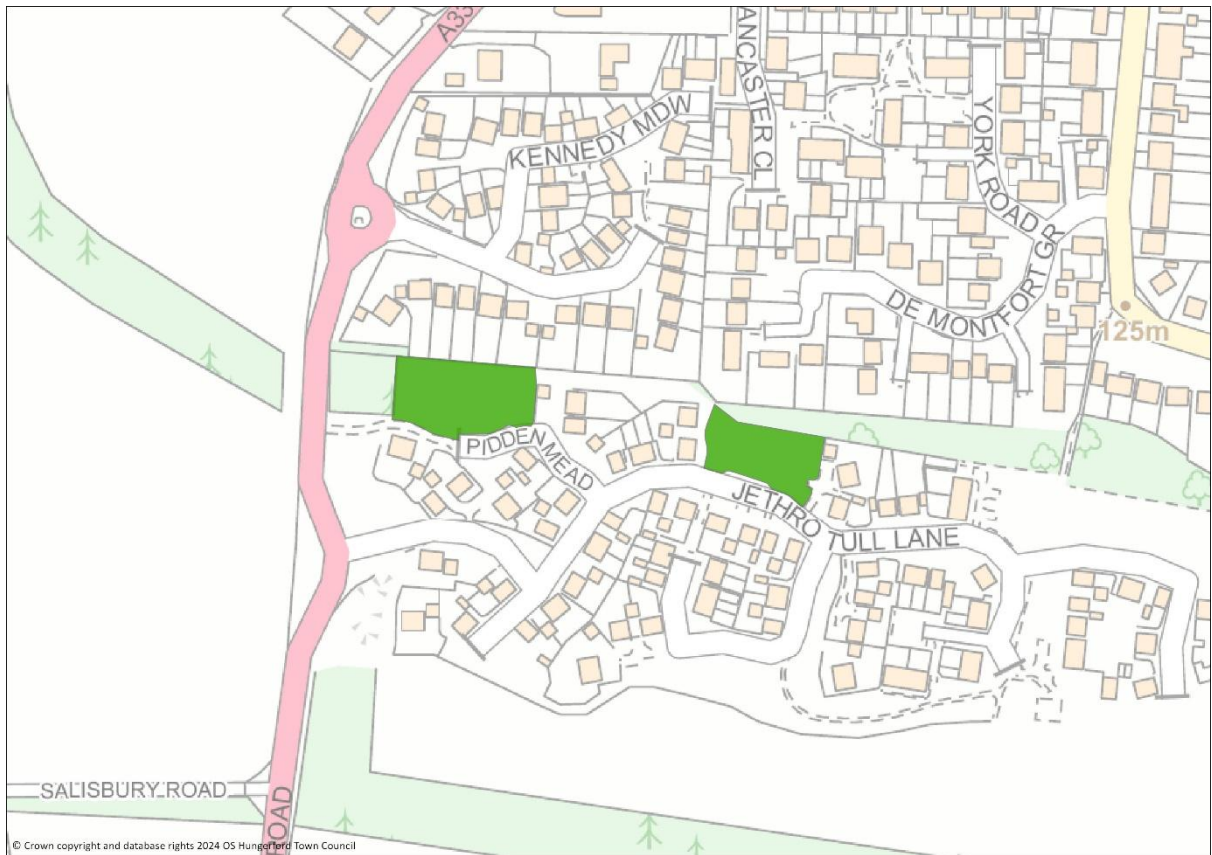 A33
ANCASTER CL
KENNEDY MDW
YORK ROAD
DE MONTFORT GR
125m
PIDDEN MEAD
JETHRO TULL LANE
SALISBURY ROAD
ROAD
© Crown copyright and database rights 2024 OS Hungerford Town Council